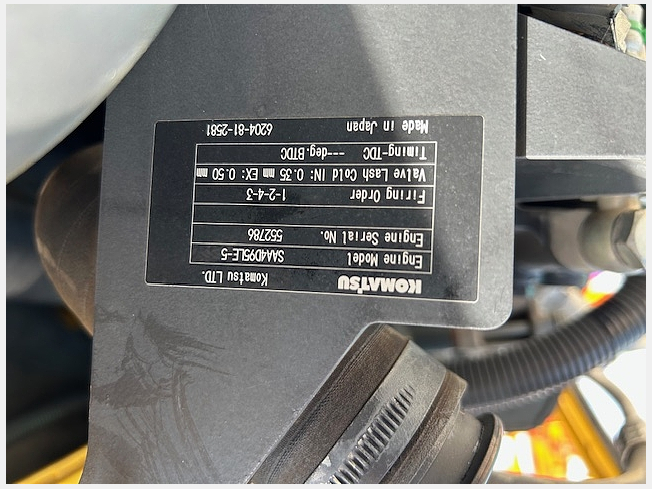 KOMATSU Komatsu LTD.
Engine Model SAA4D95LE-5
Engine Serial No. 552786
Firing Order 1-2-4-3
Valve Lash Cold IN: 0.35 mm EX: 0.50 mm
Timing-TDC ---deg.BTDC
Made in Japan 6204-81-2581